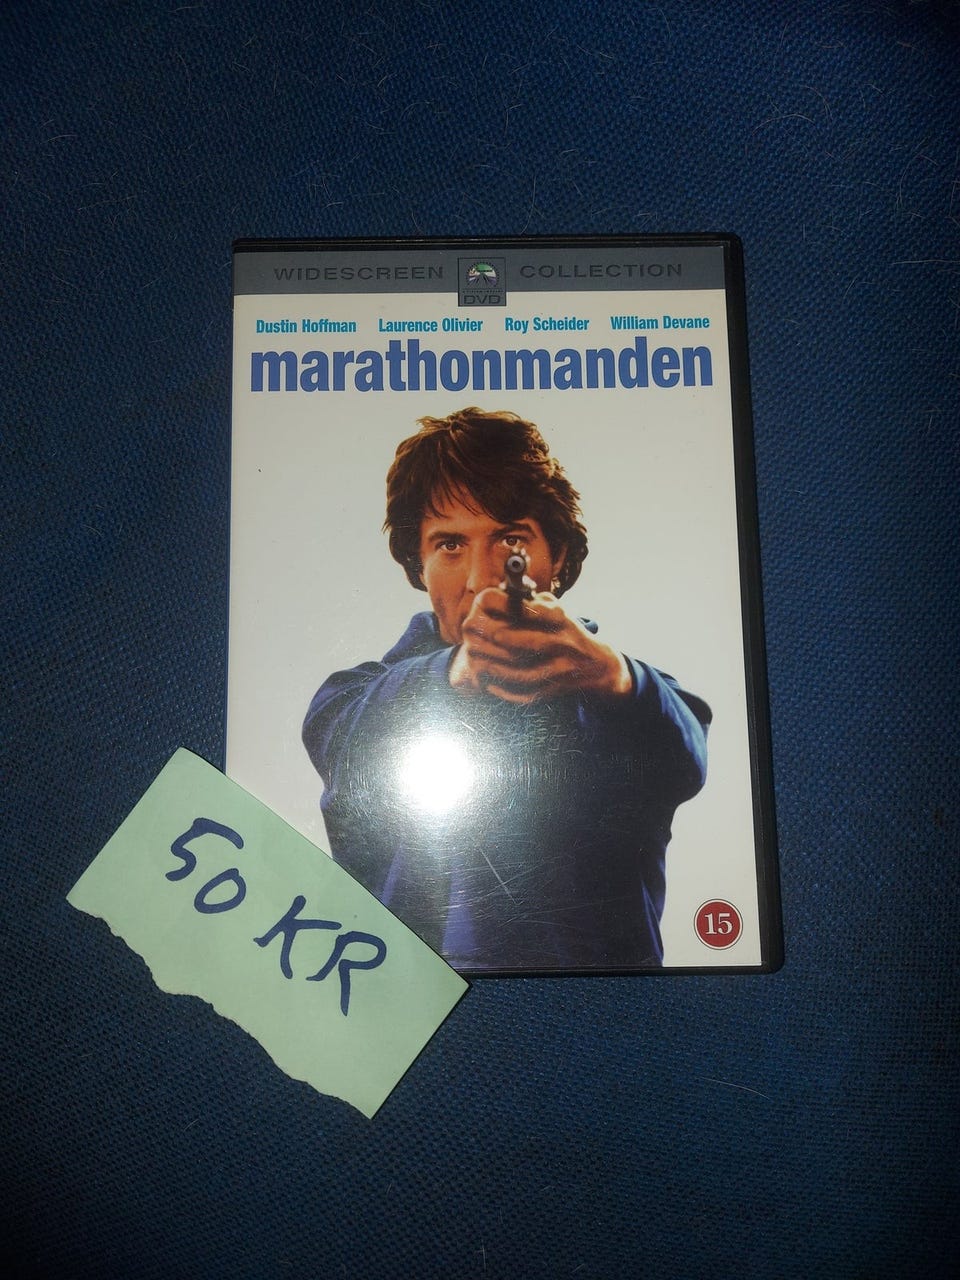 WIDESCREEN COLLECTION
DVD
Dustin Hoffman Laurence Olivier Roy Scheider William Devane
marathonmanden
15
50 KR